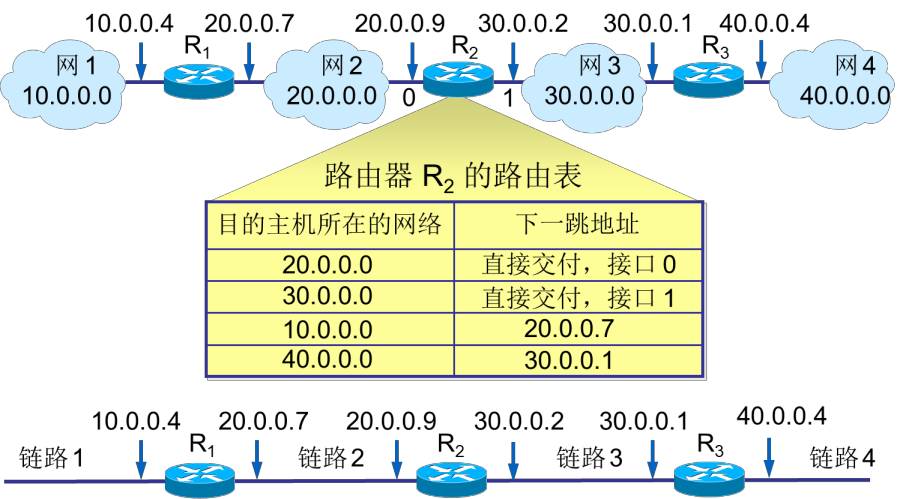 10.0.0.4 20.0.0.7 20.0.0.9 30.0.0.2 30.0.0.1 40.0.0.4
R1 R2 R3
网 1 网 2 网 3 网 4
10.0.0.0 20.0.0.0 30.0.0.0 40.0.0.0
0 1
路由器 R2 的路由表
目的主机所在的网络 下一跳地址
20.0.0.0 直接交付，接口 0
30.0.0.0 直接交付，接口 1
10.0.0.0 20.0.0.7
40.0.0.0 30.0.0.1
10.0.0.4 20.0.0.7 20.0.0.9 30.0.0.2 30.0.0.1 40.0.0.4
R1 R2 R3
链路 1 链路 2 链路 3 链路 4